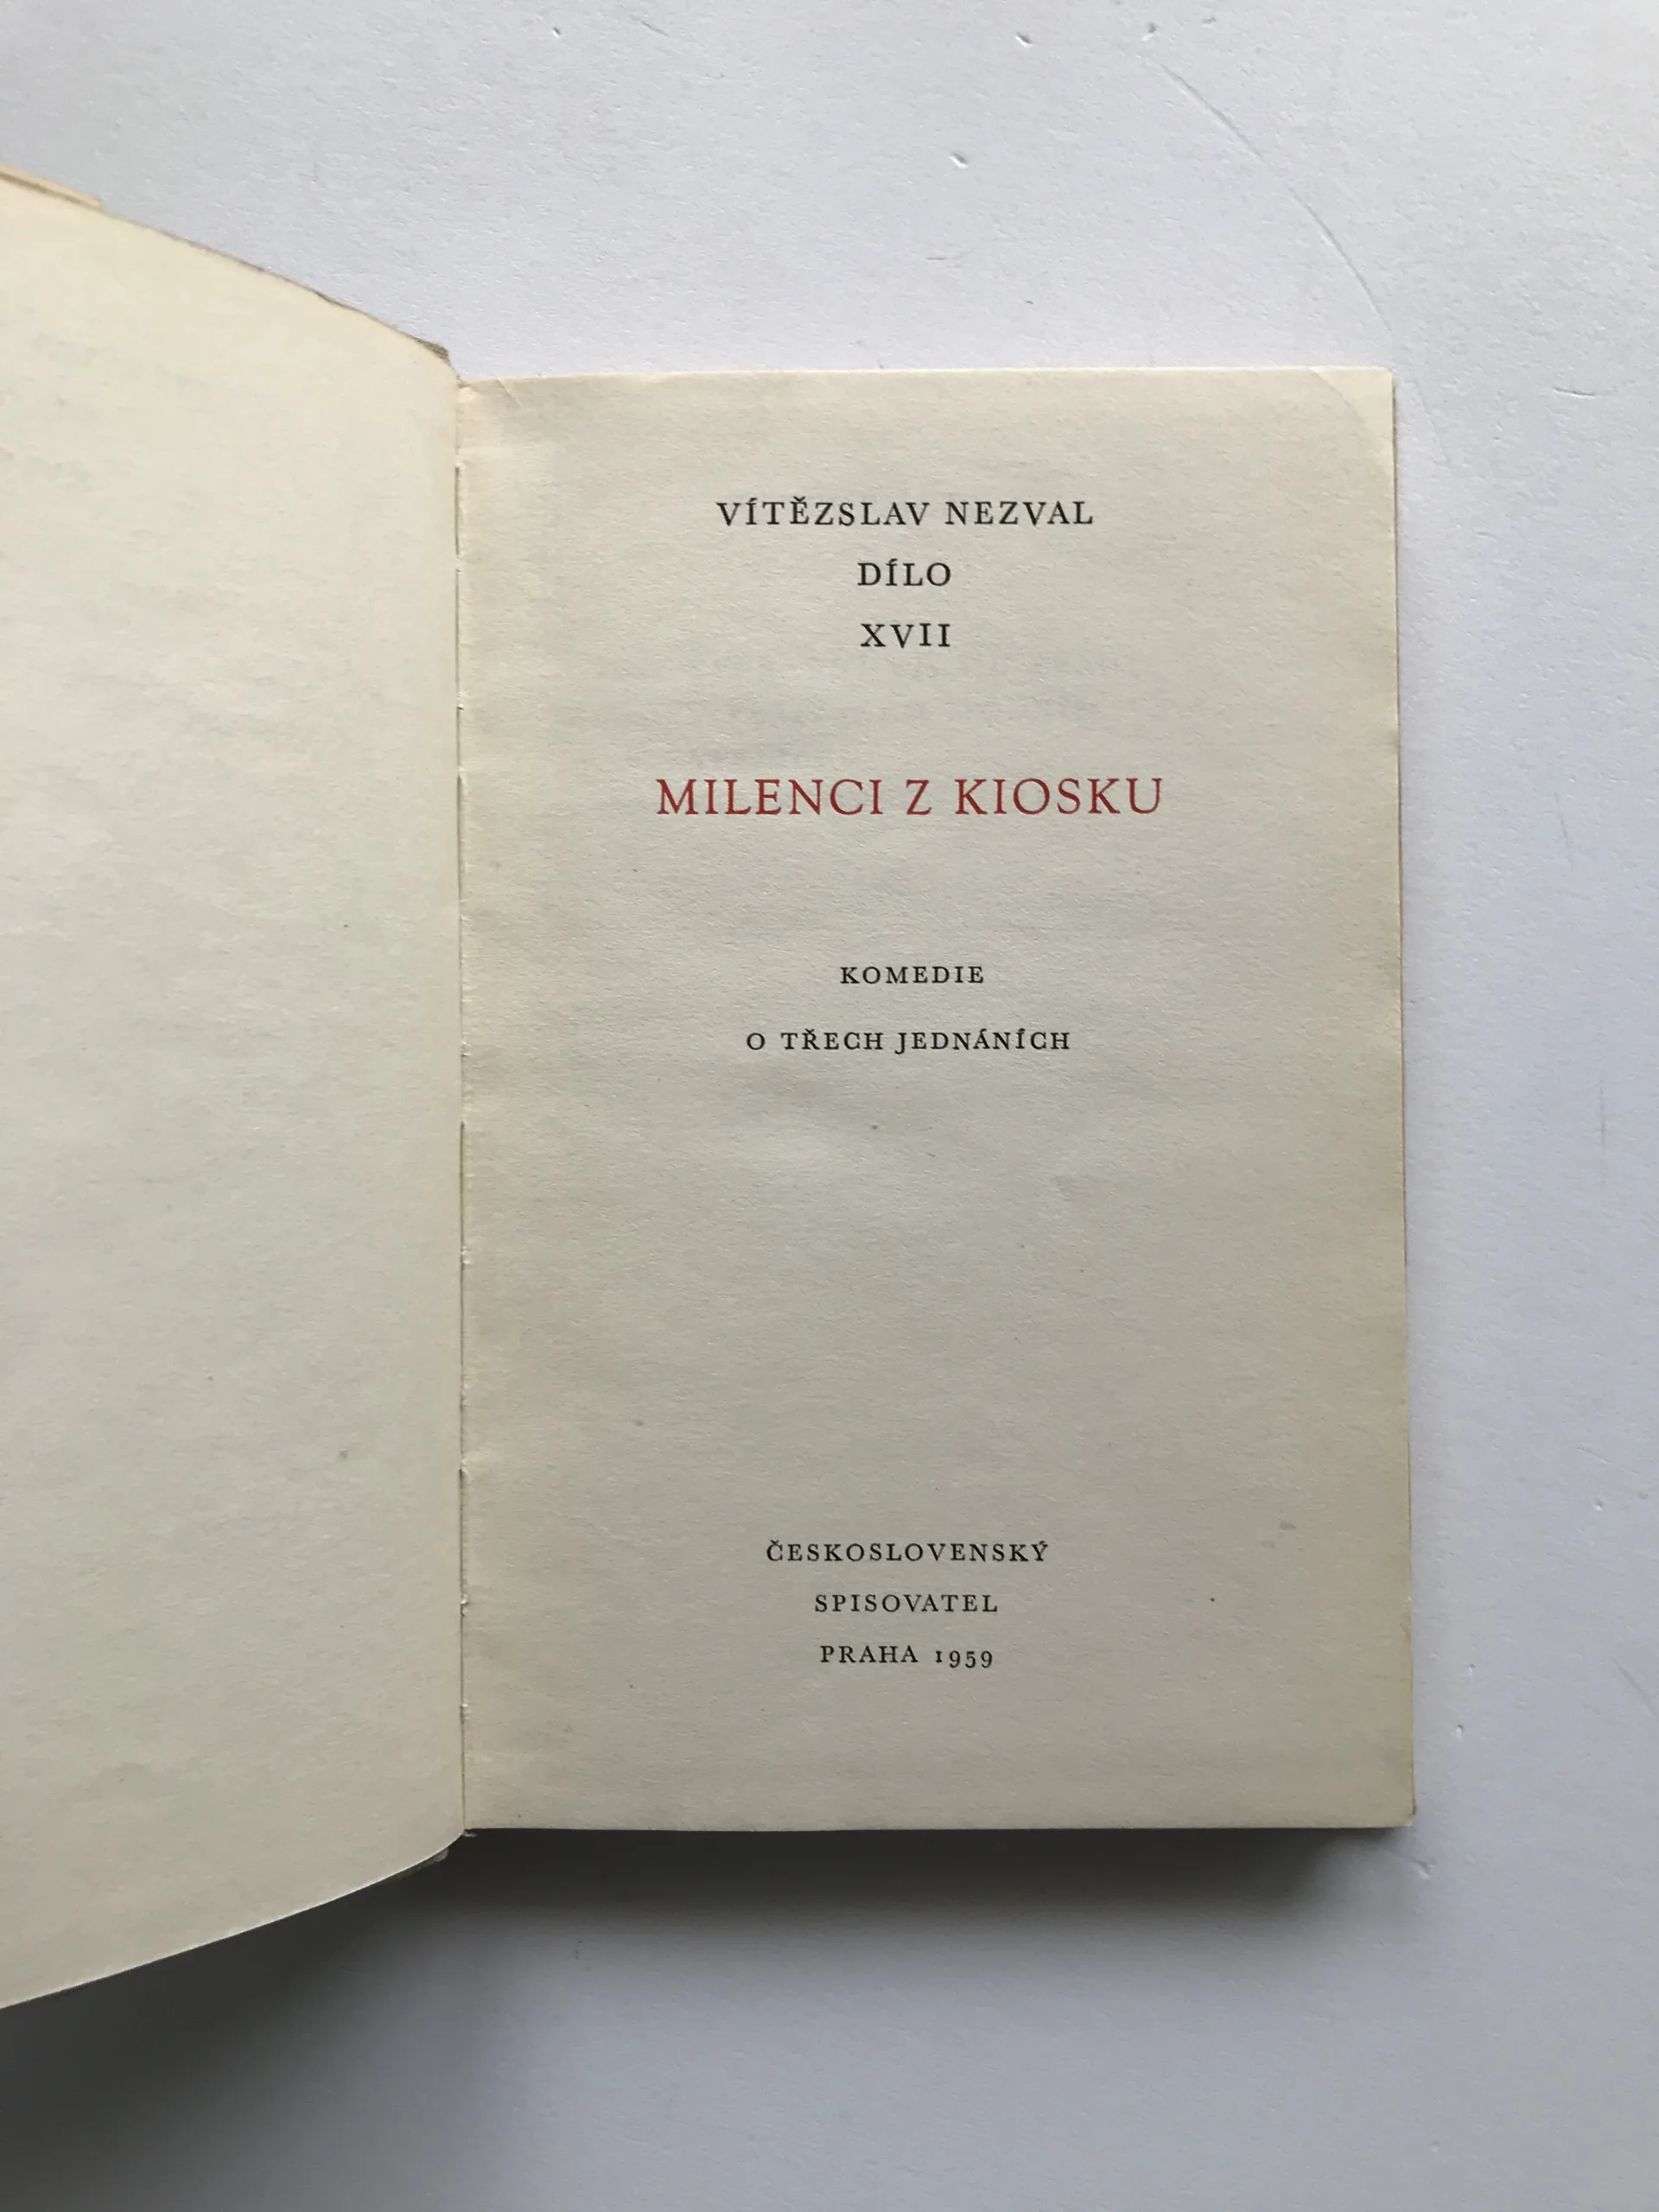 VÍTĚZSLAV NEZVAL
DÍLO
XVII
MILENCI Z KIOSKU
KOMEDIE
O TŘECH JEDNÁNÍCH
ČESKOSLOVENSKÝ
SPISOVATEL
PRAHA 1959